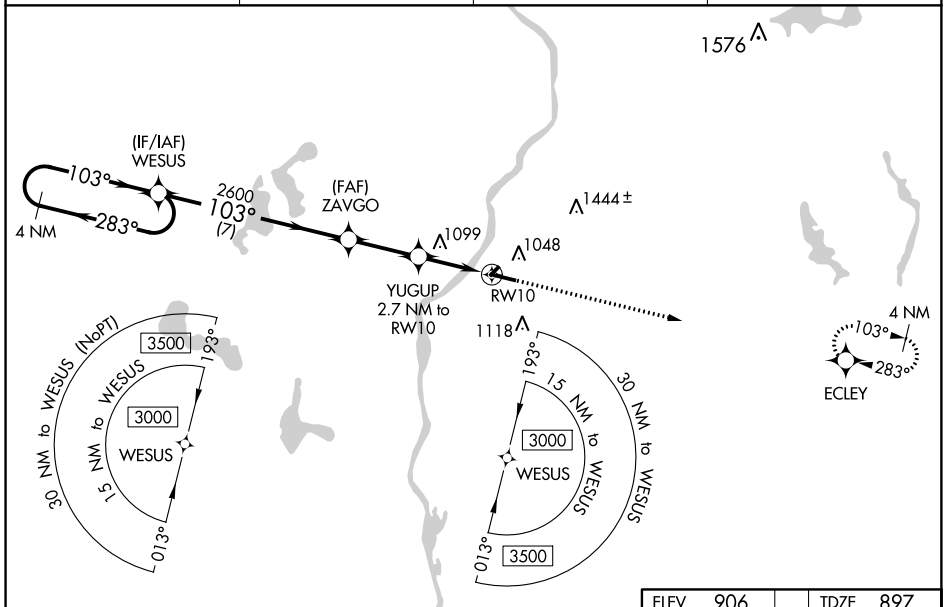 1576
(IF/IAF)
WESUS
103°
283°
4 NM
2600
103°
(7)
(FAF)
ZAVGO
1099
1444 ±
1048
YUGUP
2.7 NM to
RW10
RW10
1118
4 NM
103°
283°
ECLEY
30 NM to WESUS (NoPT)
3500
193°
15 NM to WESUS
3000
WESUS
013°
193°
15 NM to WESUS
30 NM to WESUS
3000
WESUS
013°
3500
ELEV 906 TDZE 897